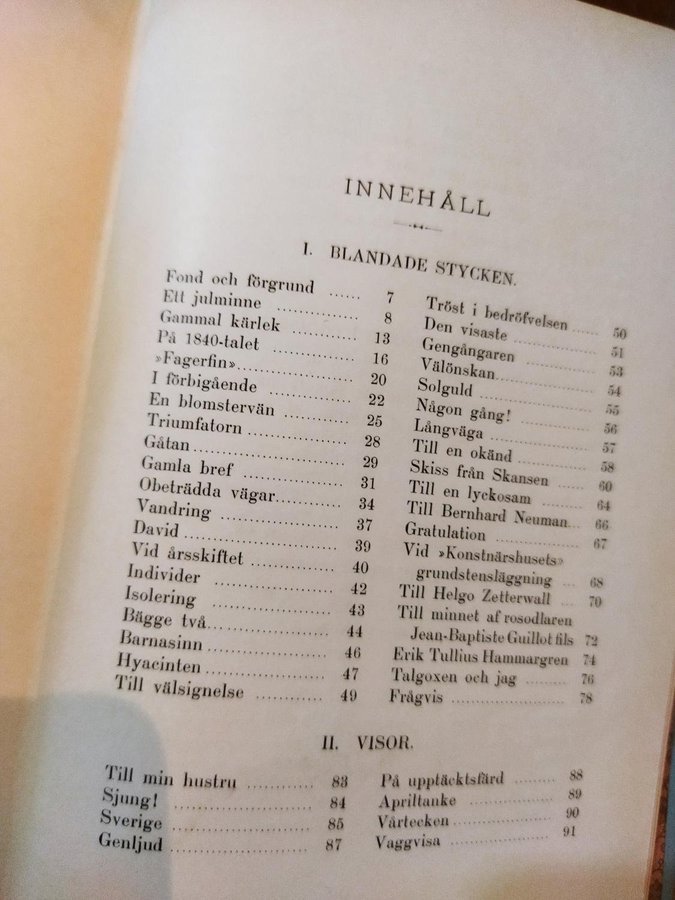 INNEHÅLL
I. BLANDADE STYCKEN.
Fond och förgrund ...... 7
Ett julminne ................ 8
Gammal kärlek ............ 13
På 1840-talet .............. 16
»Fagerfin»..................... 20
I förbigående .............. 22
En blomstervän ............ 25
Triumfatorn .................. 28
Gåtan........................... 29
Gamla bref .................. 31
Obeträdda vägar............ 34
Vandring ..................... 37
David .......................... 39
Vid årsskiftet .............. 40
Individer ..................... 42
Isolering ..................... 43
Bägge två..................... 44
Barnasinn .................... 46
Hyacinten .................... 47
Till välsignelse ............ 49
Tröst i bedröfvelsen ...... 50
Den visaste .................. 51
Gengångaren ................ 53
Välönskan..................... 54
Solguld ........................ 55
Någon gång! ................ 56
Långväga ..................... 57
Till en okänd ............... 58
Skiss från Skansen ...... 60
Till en lyckosam ........... 64
Till Bernhard Neuman... 66
Gratulation .................. 67
Vid »Konstnärshusets»
grundstensläggning .... 68
Till Helgo Zetterwall ... 70
Till minnet af rosodlaren
Jean-Baptiste Guillot fils 72
Erik Tullius Hammargren 74
Talgoxen och jag ......... 76
Frågvis ........................ 78
II. VISOR.
Till min hustru ............ 83
Sjung! ......................... 84
Sverige ........................ 85
Genljud ....................... 87
På upptäcktsfärd .......... 88
Apriltanke ................... 89
Vårtecken .................... 90
Vaggvisa ...................... 91